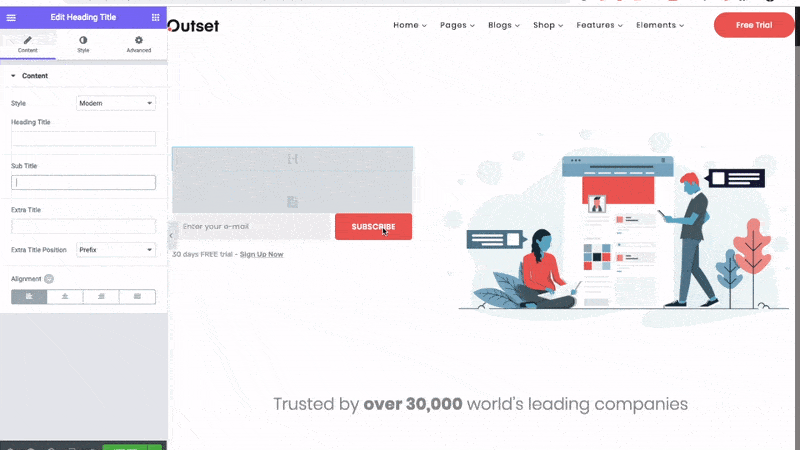 Edit Heading Title
Content
Style
Advanced
Content
Style
Modern
Heading Title
Sub Title
Extra Title
Extra Title Position
Prefix
Alignment
Outset
Home
Pages
Blogs
Shop
Features
Elements
Free Trial
Enter your e-mail
SUBSCRIBE
30 days FREE trial - Sign Up Now
Trusted by over 30,000 world's leading companies